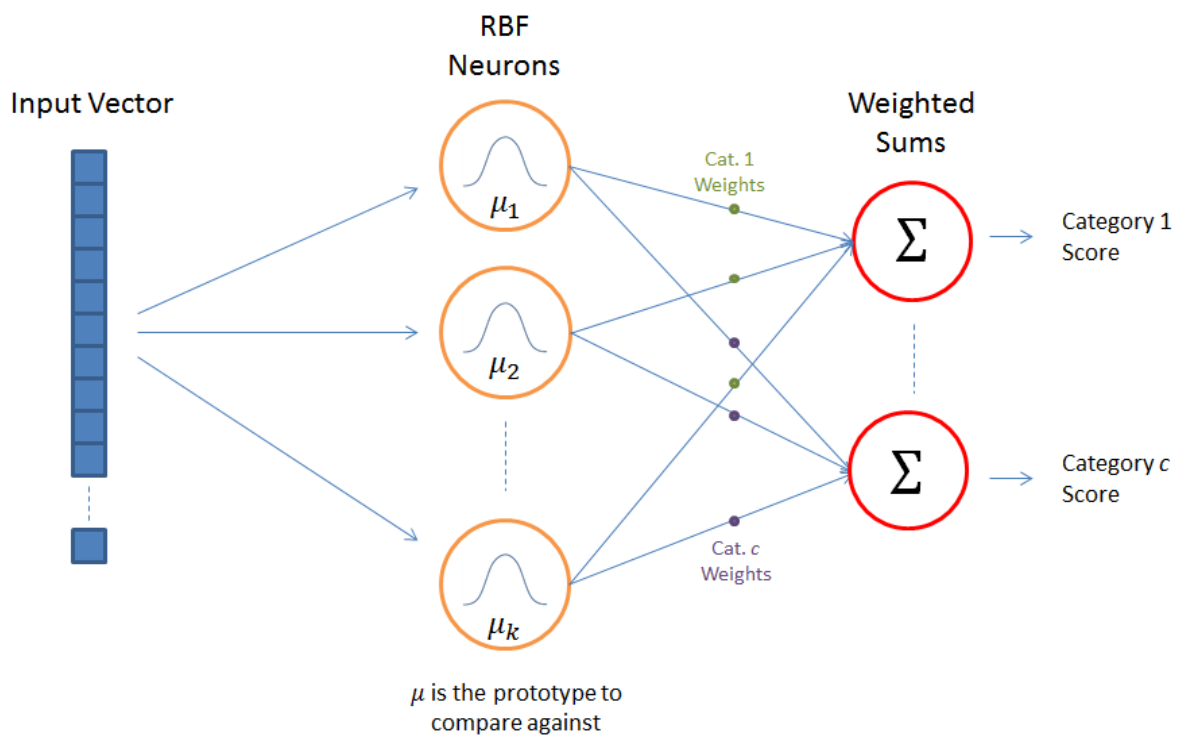 Input Vector
RBF
Neurons
Weighted
Sums
μ₁
μ₂
μₖ
Cat. 1
Weights
Cat. c
Weights
Σ
Σ
Category 1
Score
Category c
Score
μ is the prototype to
compare against